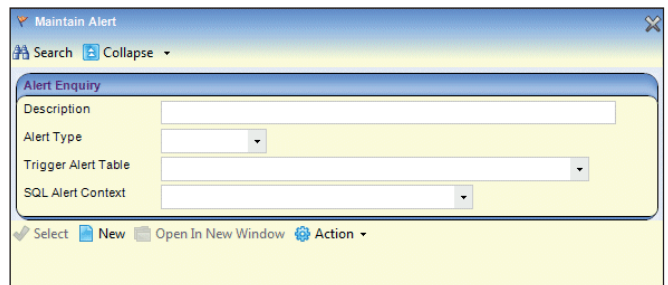 Maintain Alert
Search Collapse
Alert Enquiry
Description
Alert Type
Trigger Alert Table
SQL Alert Context
Select New Open In New Window Action